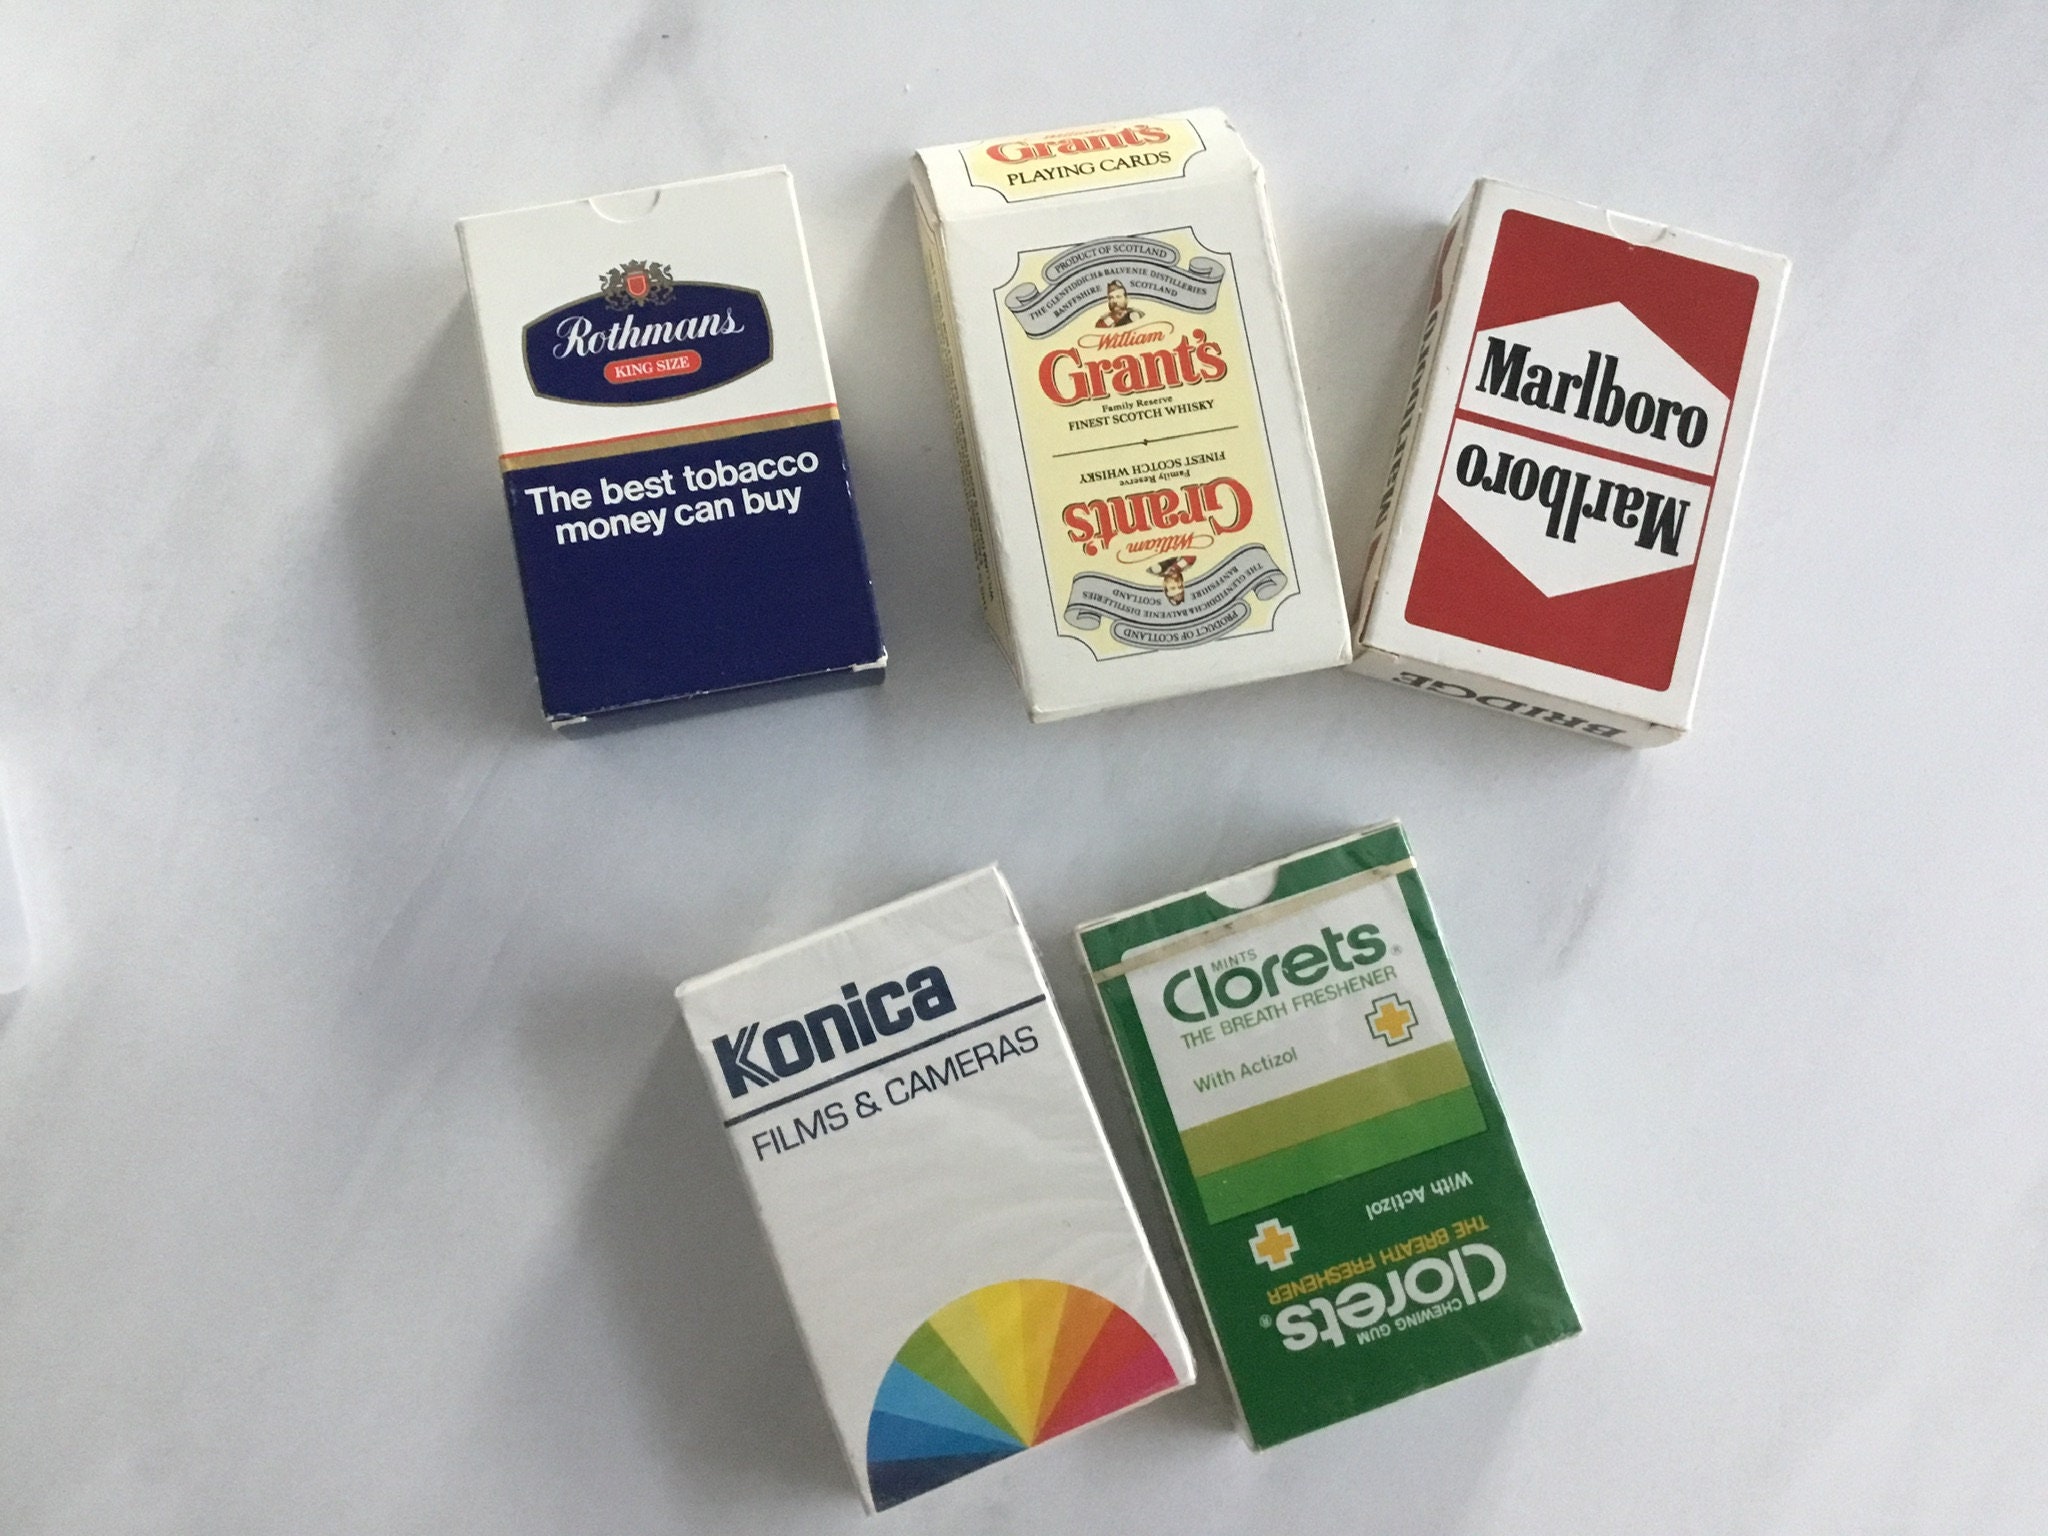 Rothmans
KING SIZE
The best tobacco
money can buy
Grant's
PLAYING CARDS
PRODUCT OF SCOTLAND
THE GLENFIDDICH & BALVENIE DISTILLERIES
BANFFSHIRE SCOTLAND
William
Grant's
Family Reserve
FINEST SCOTCH WHISKY
FINEST SCOTCH WHISKY
Family Reserve
Grant's
William
BANFFSHIRE SCOTLAND
THE GLENFIDDICH & BALVENIE DISTILLERIES
PRODUCT OF SCOTLAND
Marlboro
Marlboro
BRIDGE
Konica
FILMS & CAMERAS
MINTS
Clorets®
THE BREATH FRESHENER
With Actizol
With Actizol
THE BREATH FRESHENER
Clorets®
CHEWING GUM